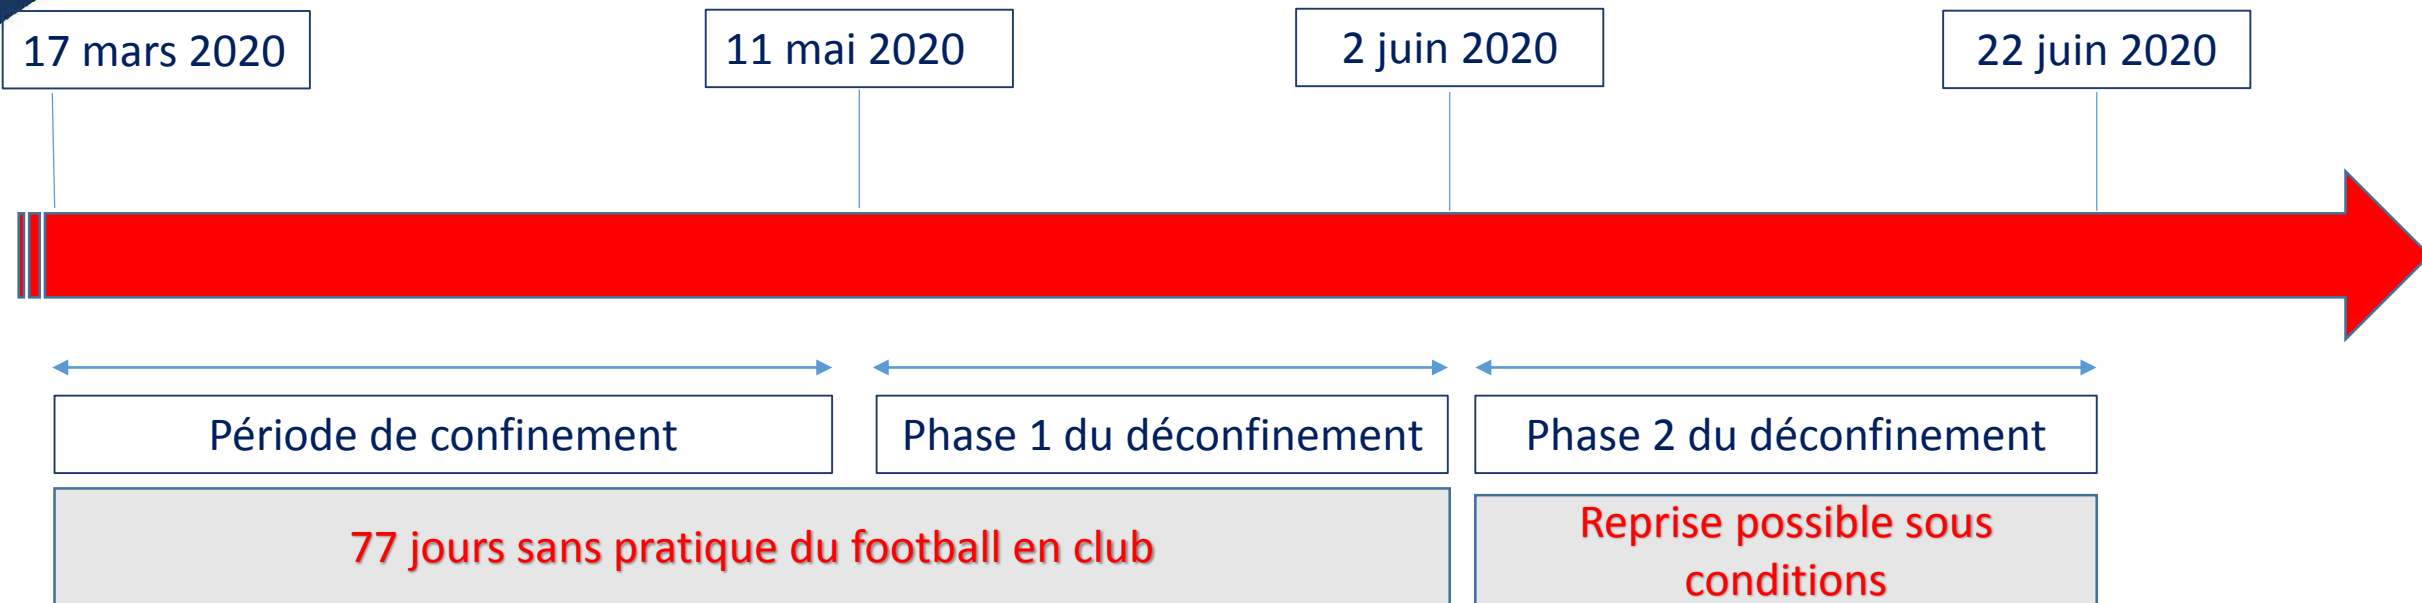 17 mars 2020
11 mai 2020
2 juin 2020
22 juin 2020
Période de confinement
Phase 1 du déconfinement
Phase 2 du déconfinement
77 jours sans pratique du football en club
Reprise possible sous
conditions